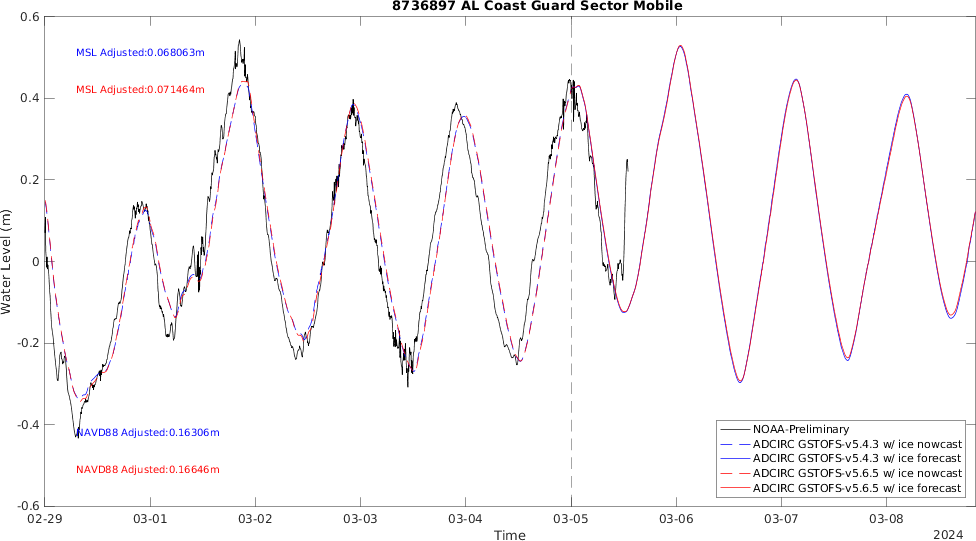 8736897 AL Coast Guard Sector Mobile
0.6
MSL Adjusted:0.068063m
MSL Adjusted:0.071464m
0.4
0.2
0
-0.2
-0.4
-0.6
Water Level (m)
NAVD88 Adjusted:0.16306m
NAVD88 Adjusted:0.16646m
NOAA-Preliminary
ADCIRC GSTOFS-v5.4.3 w/ ice nowcast
ADCIRC GSTOFS-v5.4.3 w/ ice forecast
ADCIRC GSTOFS-v5.6.5 w/ ice nowcast
ADCIRC GSTOFS-v5.6.5 w/ ice forecast
02-29 03-01 03-02 03-03 03-04 03-05 03-06 03-07 03-08
Time
2024